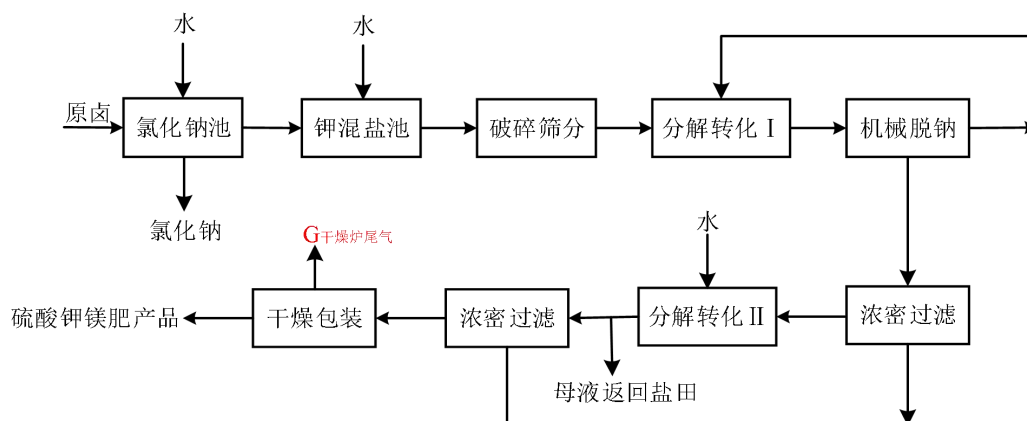 水
水
原卤
氯化钠池
钾混盐池
破碎筛分
分解转化Ⅰ
机械脱钠
氯化钠
G干燥炉尾气
水
硫酸钾镁肥产品
干燥包装
浓密过滤
分解转化Ⅱ
浓密过滤
母液返回盐田